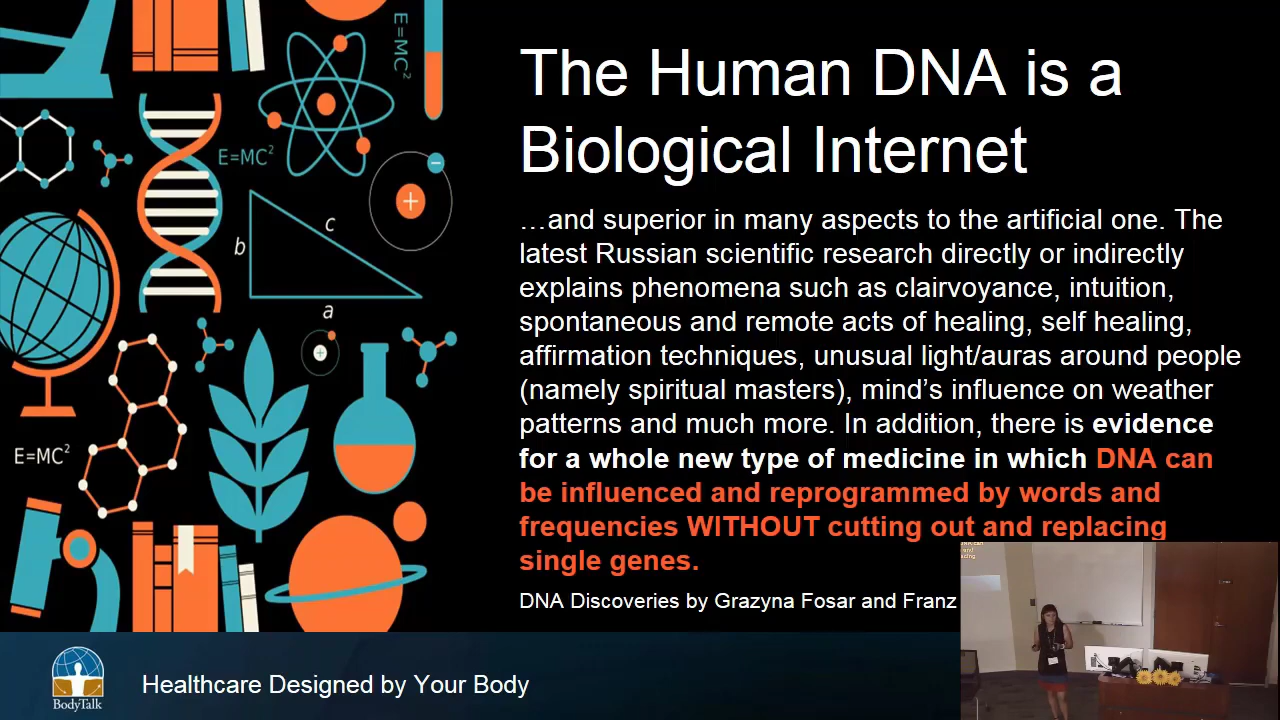 The Human DNA is a
Biological Internet
…and superior in many aspects to the artificial one. The
latest Russian scientific research directly or indirectly
explains phenomena such as clairvoyance, intuition,
spontaneous and remote acts of healing, self healing,
affirmation techniques, unusual light/auras around people
(namely spiritual masters), mind’s influence on weather
patterns and much more. In addition, there is evidence
for a whole new type of medicine in which DNA can
be influenced and reprogrammed by words and
frequencies WITHOUT cutting out and replacing
single genes.
DNA Discoveries by Grazyna Fosar and Franz
E=MC²
E=MC²
b
c
a
E=MC²
BodyTalk
Healthcare Designed by Your Body